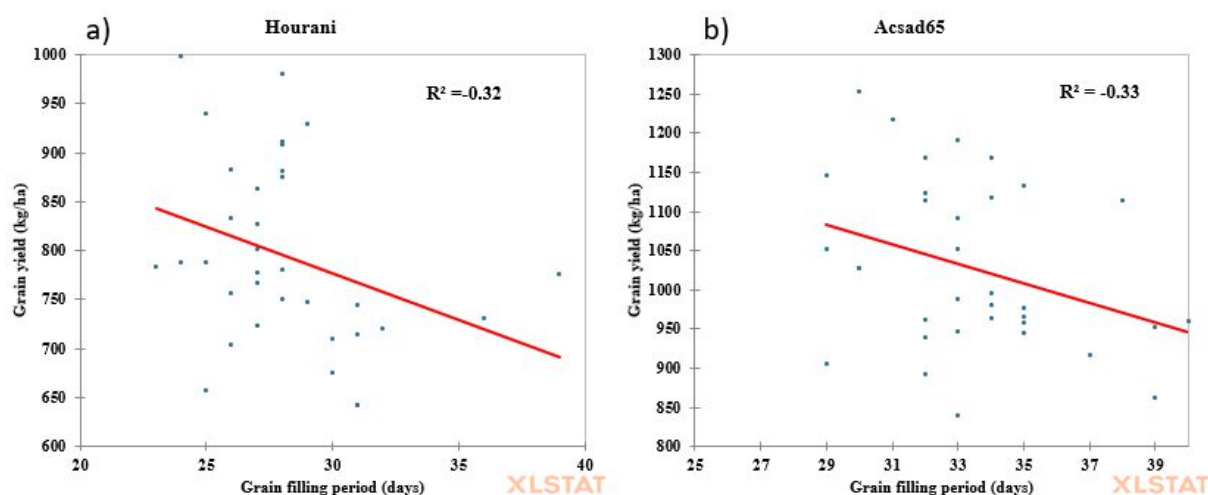 a)
Hourani
R² =-0.32
1000
950
900
850
800
750
700
650
600
Grain yield (kg/ha)
20
25
30
35
40
Grain filling period (days)
XLSTAT
b)
Acsad65
R² = -0.33
1300
1250
1200
1150
1100
1050
1000
950
900
850
800
Grain yield (kg/ha)
25
27
29
31
33
35
37
39
Grain filling period (days)
XLSTAT